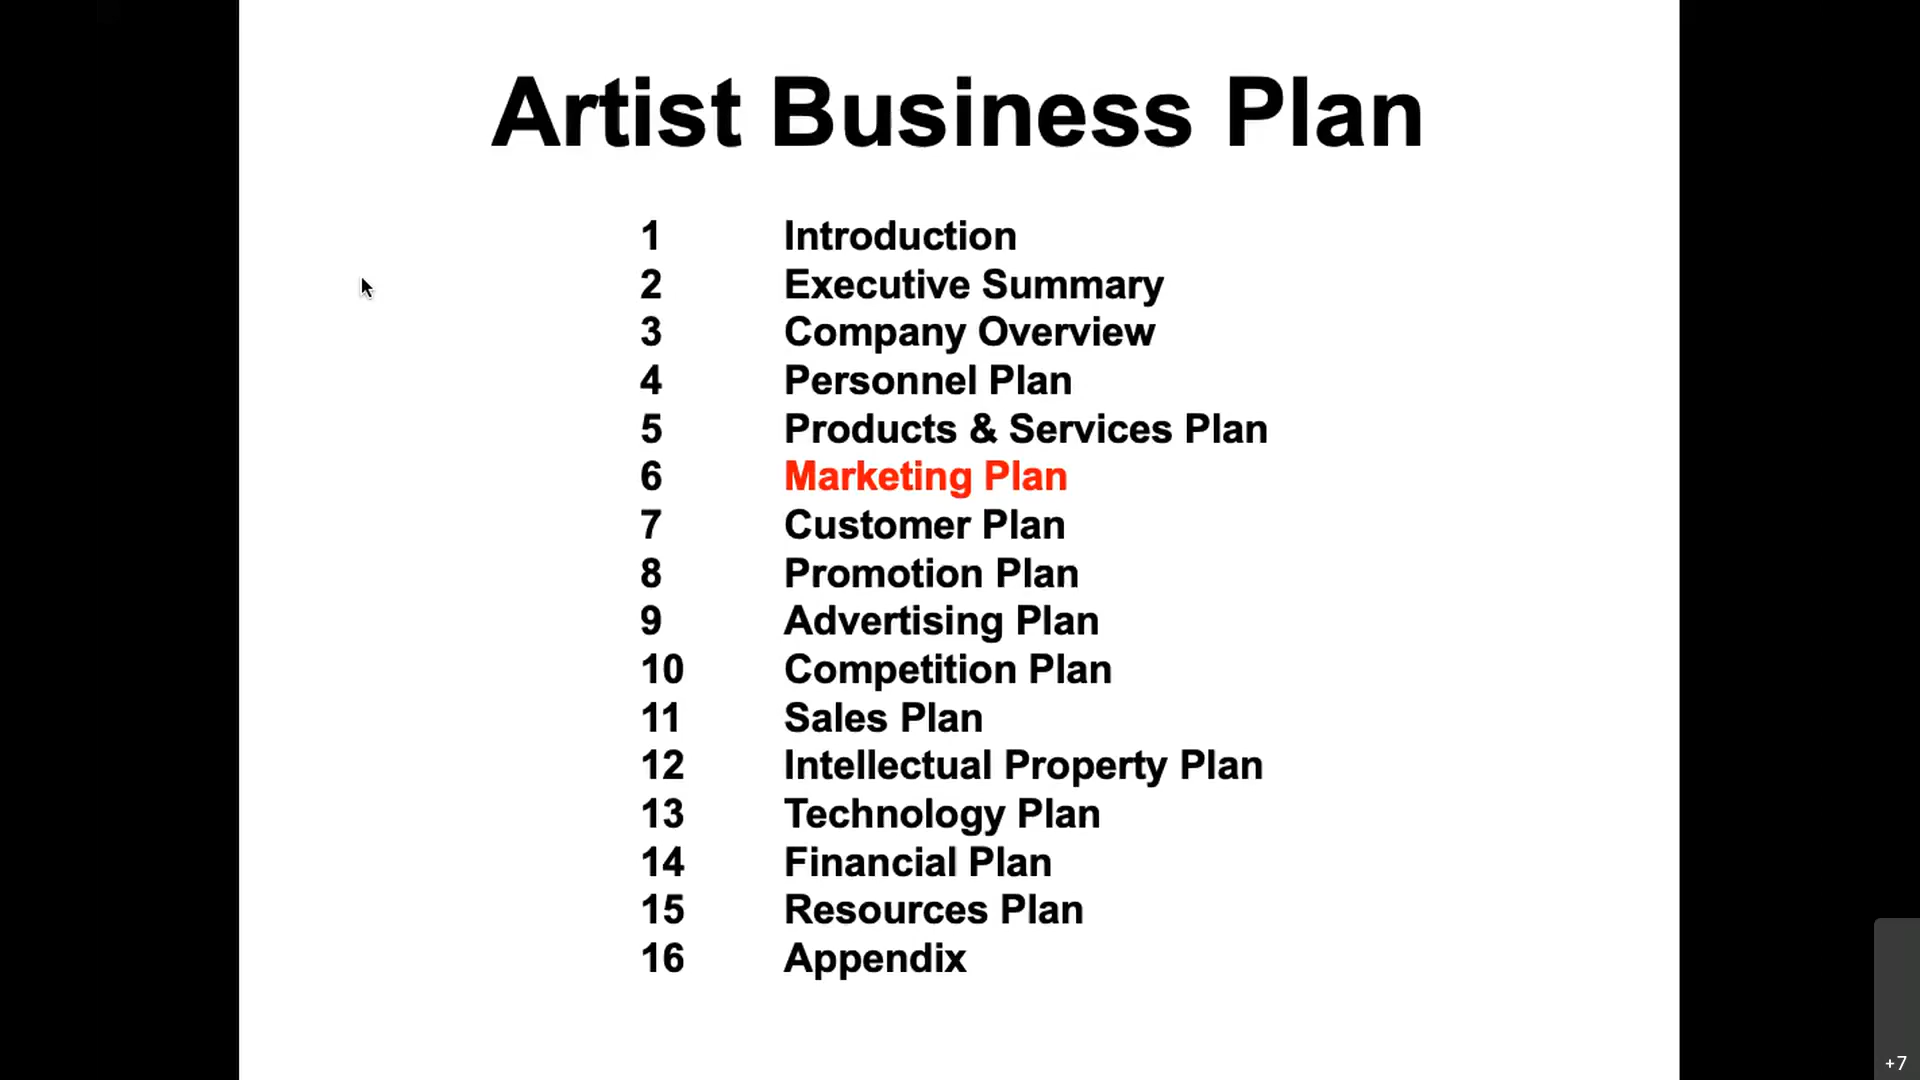 Artist Business Plan
1 Introduction
2 Executive Summary
3 Company Overview
4 Personnel Plan
5 Products & Services Plan
6 Marketing Plan
7 Customer Plan
8 Promotion Plan
9 Advertising Plan
10 Competition Plan
11 Sales Plan
12 Intellectual Property Plan
13 Technology Plan
14 Financial Plan
15 Resources Plan
16 Appendix
+7